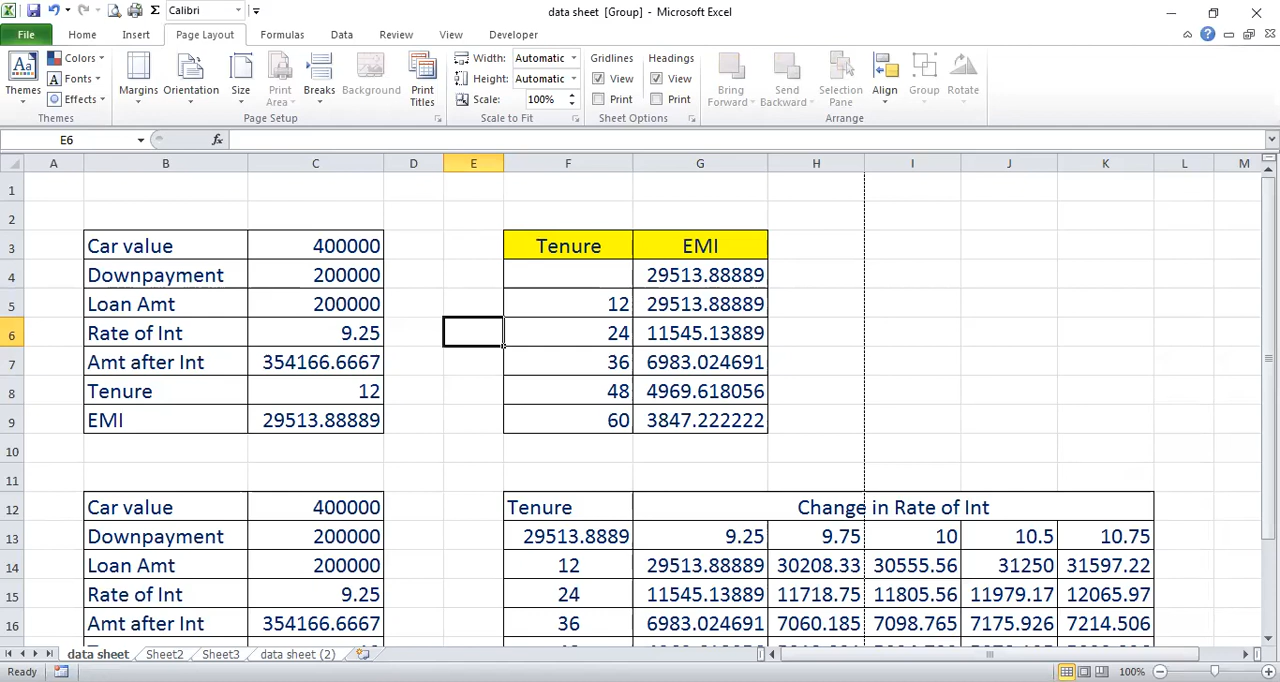 Calibri
data sheet  [Group]  -  Microsoft Excel
File Home Insert Page Layout Formulas Data Review View Developer
Themes Colors Fonts Effects
Margins Orientation Size Print Area Breaks Background Print Titles
Width: Automatic
Height: Automatic
Scale: 100%
Gridlines View Print
Headings View Print
Bring Forward Send Backward Selection Pane Align Group Rotate
Themes Page Setup Scale to Fit Sheet Options Arrange
E6 fx
A B C D E F G H I J K L M
1
2
3 Car value 400000 Tenure EMI
4 Downpayment 200000 29513.88889
5 Loan Amt 200000 12 29513.88889
6 Rate of Int 9.25 24 11545.13889
7 Amt after Int 354166.6667 36 6983.024691
8 Tenure 12 48 4969.618056
9 EMI 29513.88889 60 3847.222222
10
11
12 Car value 400000 Tenure Change in Rate of Int
13 Downpayment 200000 29513.8889 9.25 9.75 10 10.5 10.75
14 Loan Amt 200000 12 29513.88889 30208.33 30555.56 31250 31597.22
15 Rate of Int 9.25 24 11545.13889 11718.75 11805.56 11979.17 12065.97
16 Amt after Int 354166.6667 36 6983.024691 7060.185 7098.765 7175.926 7214.506
data sheet Sheet2 Sheet3 data sheet (2)
Ready 100%